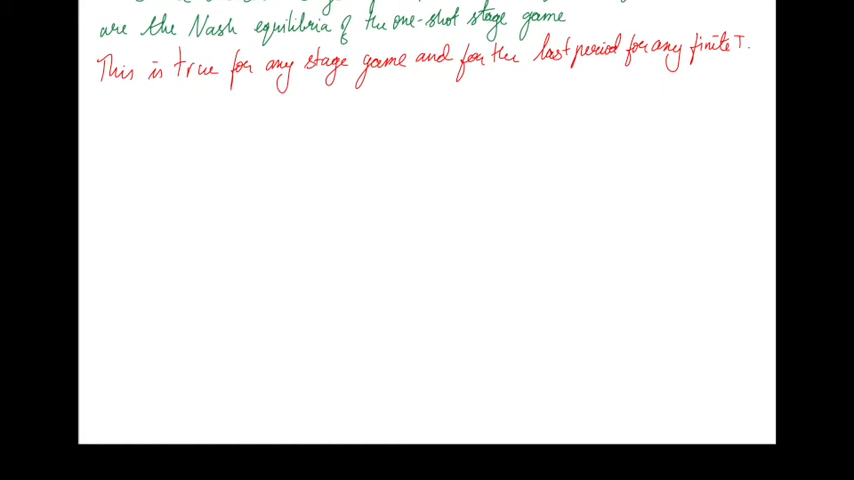 are the Nash equilibria of the one-shot stage game
This is true for any stage game and for the last period for any finite T.